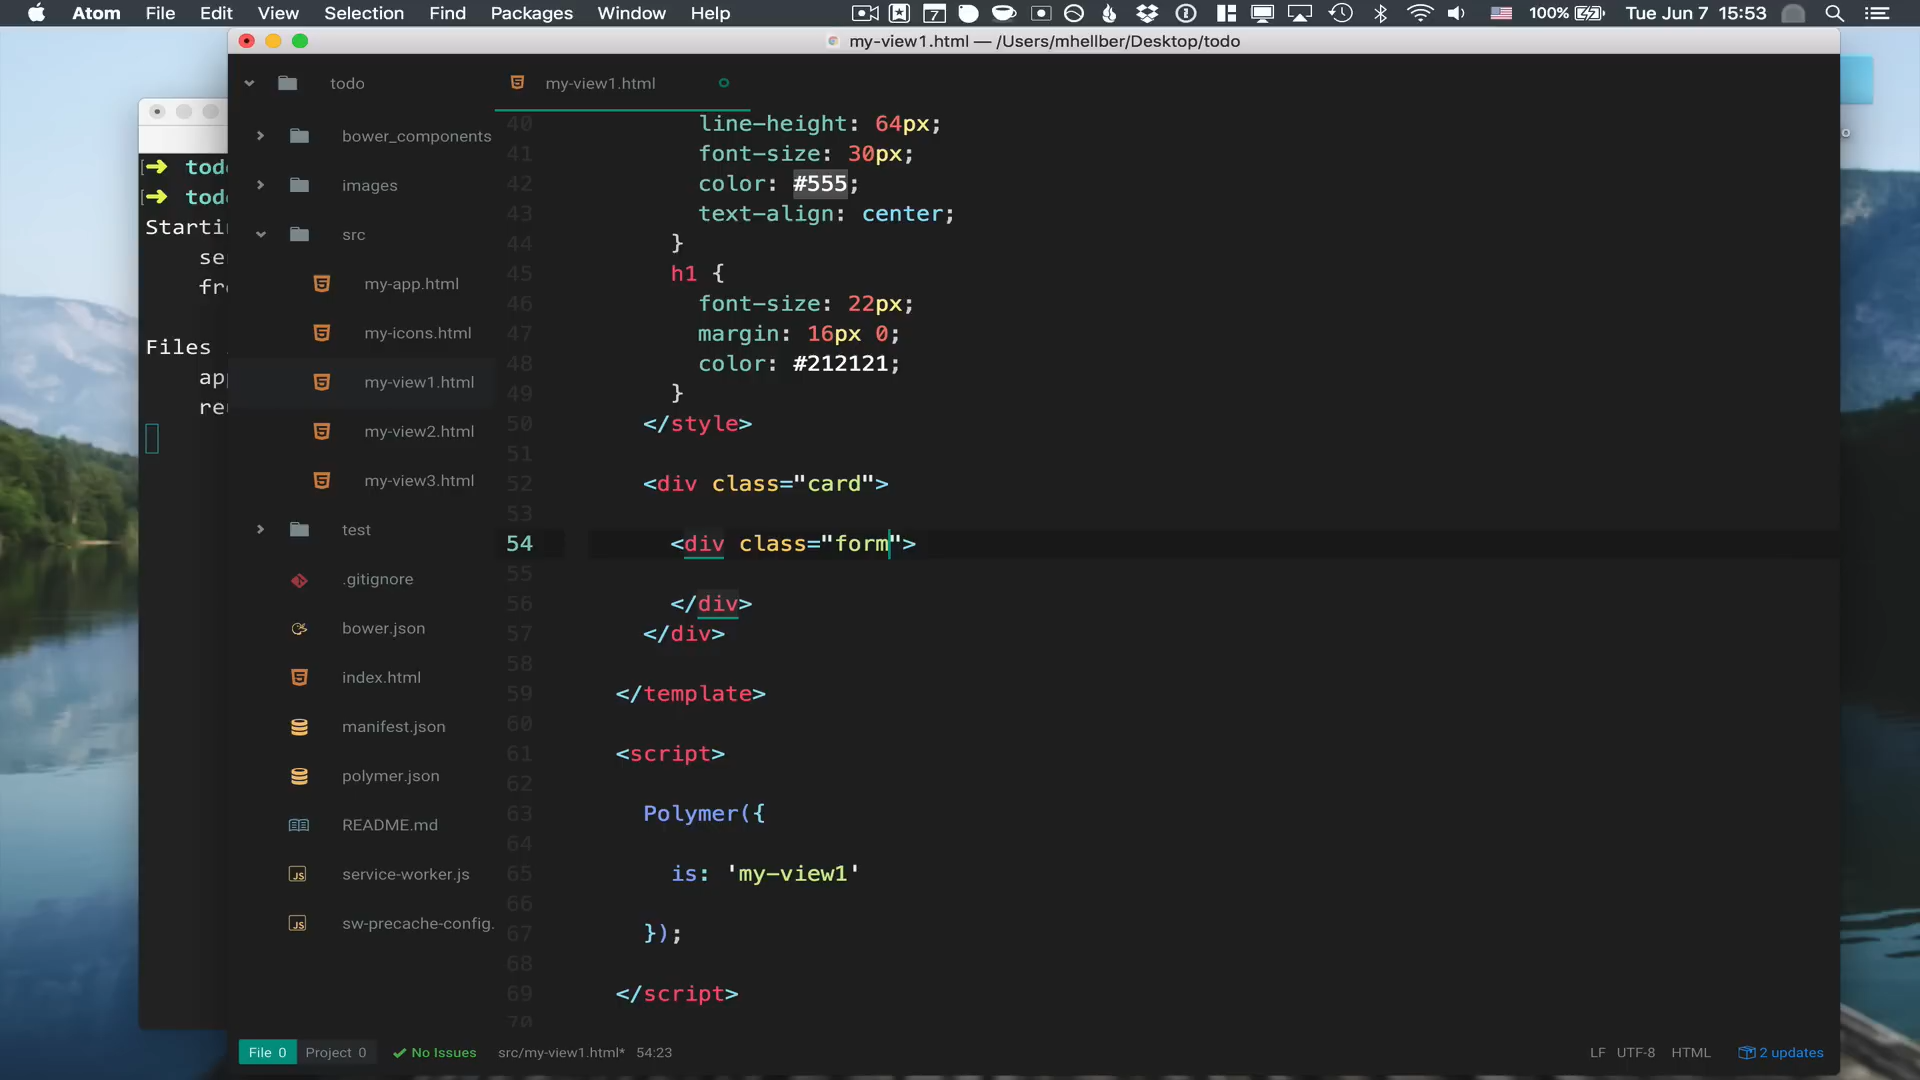 Atom File Edit View Selection Find Packages Window Help
7 100% Tue Jun 7 15:53
my-view1.html — /Users/mhellber/Desktop/todo
todo
my-view1.html
bower_components
images
src
my-app.html
my-icons.html
my-view1.html
my-view2.html
my-view3.html
test
.gitignore
bower.json
index.html
manifest.json
polymer.json
README.md
service-worker.js
sw-precache-config.
Files
40 line-height: 64px;
41 font-size: 30px;
42 color: #555;
43 text-align: center;
44 }
45 h1 {
46 font-size: 22px;
47 margin: 16px 0;
48 color: #212121;
49 }
50 </style>
51
52 <div class="card">
53
54 <div class="form">
55
56 </div>
57 </div>
58
59 </template>
60
61 <script>
62
63 Polymer({
64
65 is: 'my-view1'
66
67 });
68
69 </script>
70
File 0 Project 0 No Issues src/my-view1.html* 54:23
LF UTF-8 HTML 2 updates